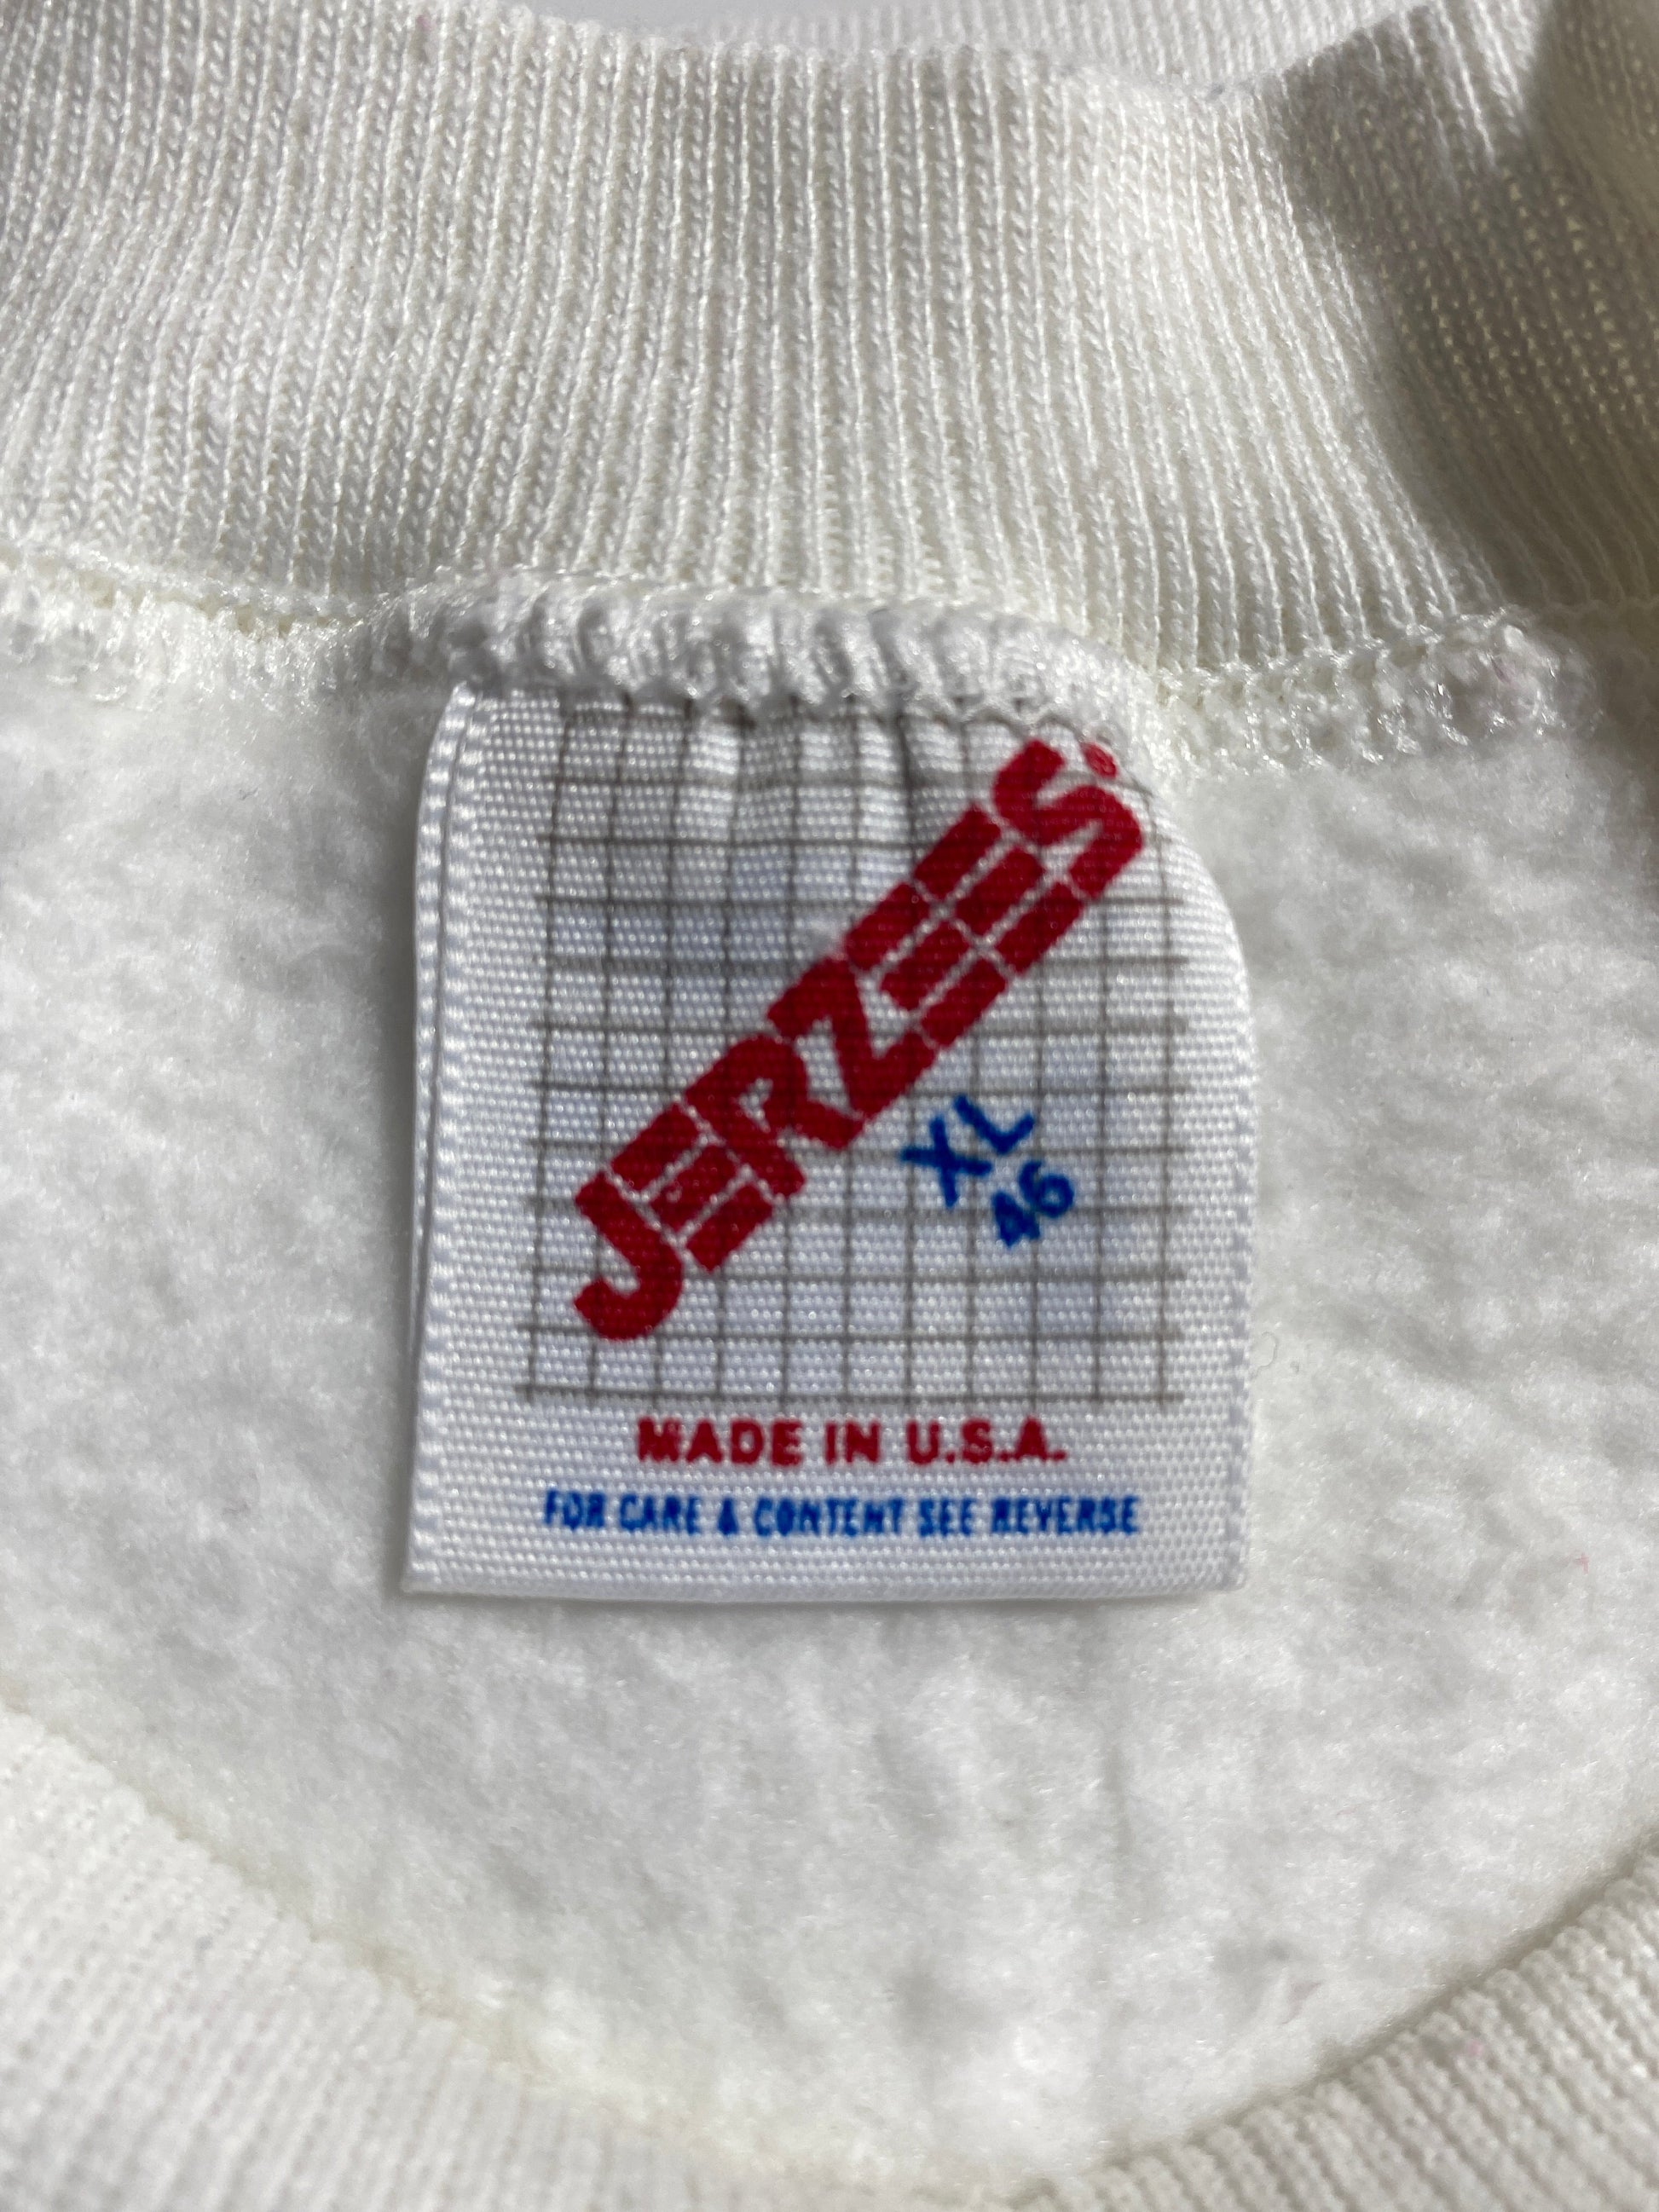 JERZEES®
XL
46
MADE IN U.S.A.
FOR CARE & CONTENT SEE REVERSE